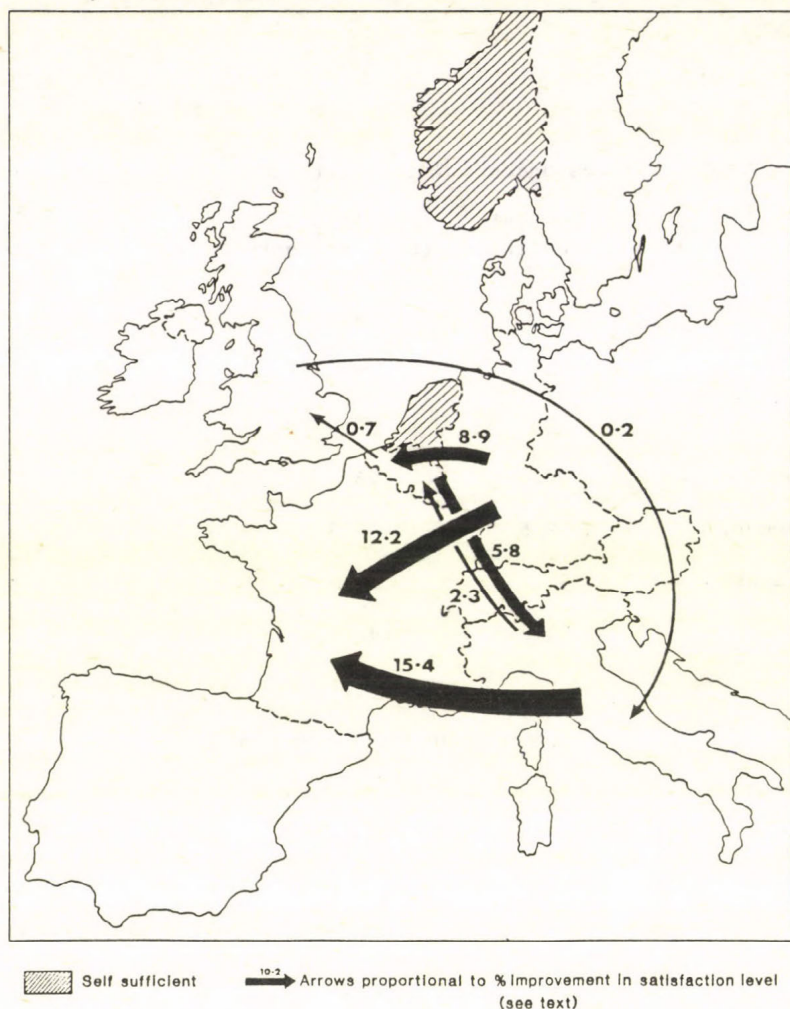 0·7
8·9
0·2
12·2
5·8
2·3
15·4
Self sufficient
10·2
Arrows proportional to % improvement in satisfaction level
(see text)